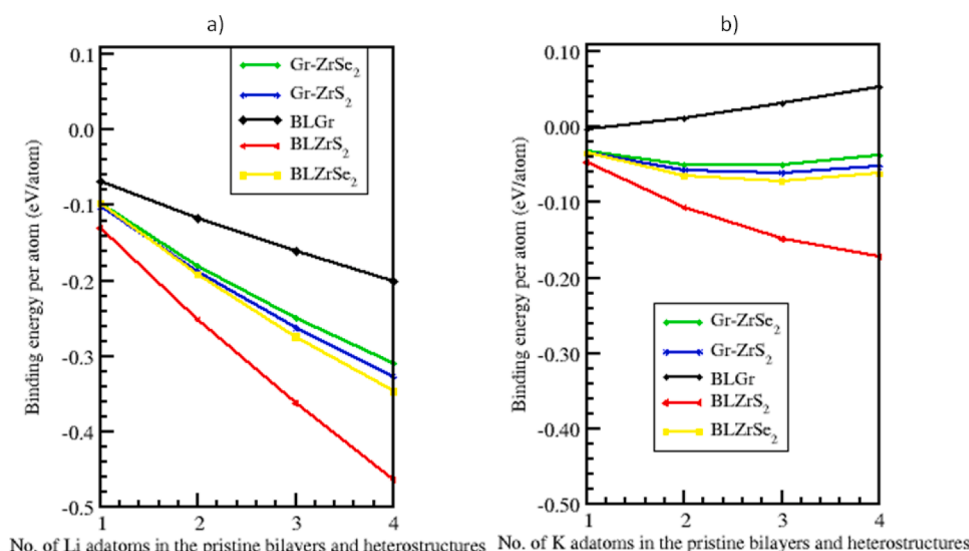 a)
0.1
0.0
-0.1
-0.2
-0.3
-0.4
-0.5
Binding energy per atom (eV/atom)
Gr-ZrSe₂
Gr-ZrS₂
BLGr
BLZrS₂
BLZrSe₂
1 2 3 4
No. of Li adatoms in the pristine bilayers and heterostructures
b)
0.10
0.00
-0.10
-0.20
-0.30
-0.40
-0.50
Binding energy per atom (eV/atom)
Gr-ZrSe₂
Gr-ZrS₂
BLGr
BLZrS₂
BLZrSe₂
1 2 3 4
No. of K adatoms in the pristine bilayers and heterostructures